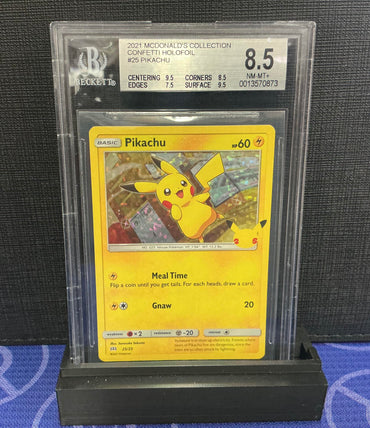 BECKETT
2021 MCDONALD'S COLLECTION
CONFETTI HOLOFOIL
#25 PIKACHU
CENTERING 9.5 CORNERS 8.5
EDGES 7.5 SURFACE 9.5
8.5
NM-MT+
0013570873
BASIC Pikachu HP60
25
Meal Time
Flip a coin until you get tails. For each heads, draw a card.
Gnaw 20
weakness ×2 resistance -20 retreat
25/25